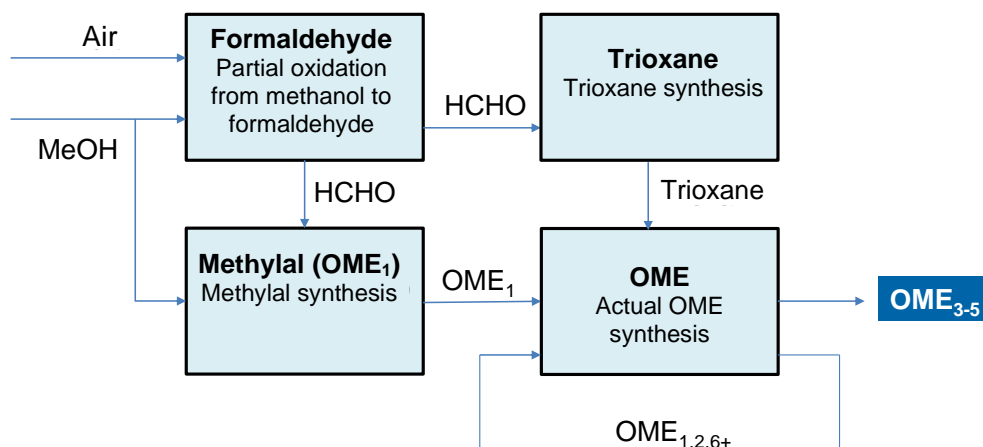 Air
MeOH
Formaldehyde
Partial oxidation
from methanol to
formaldehyde
HCHO
Trioxane
Trioxane synthesis
HCHO
Trioxane
Methylal (OME₁)
Methylal synthesis
OME₁
OME
Actual OME
synthesis
OME₃₋₅
OME₁,₂,₆₊